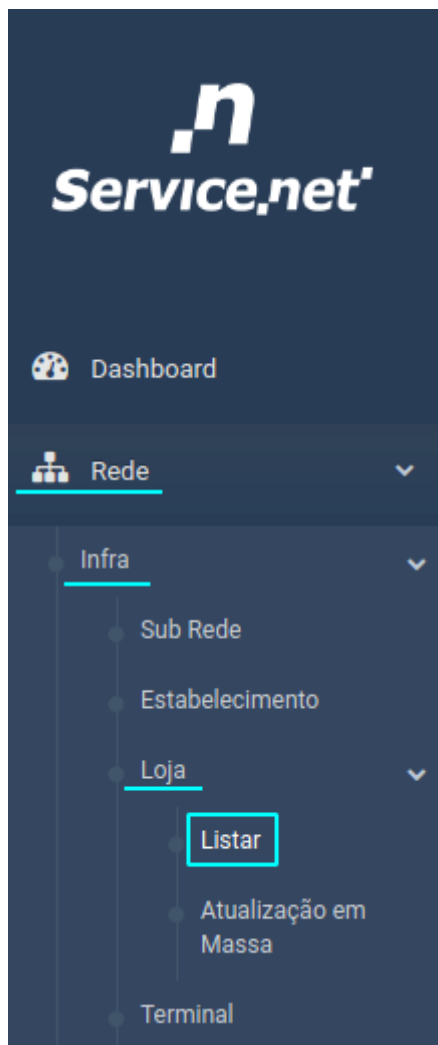 .n
Service.net
Dashboard
Rede
Infra
Sub Rede
Estabelecimento
Loja
Listar
Atualização em
Massa
Terminal